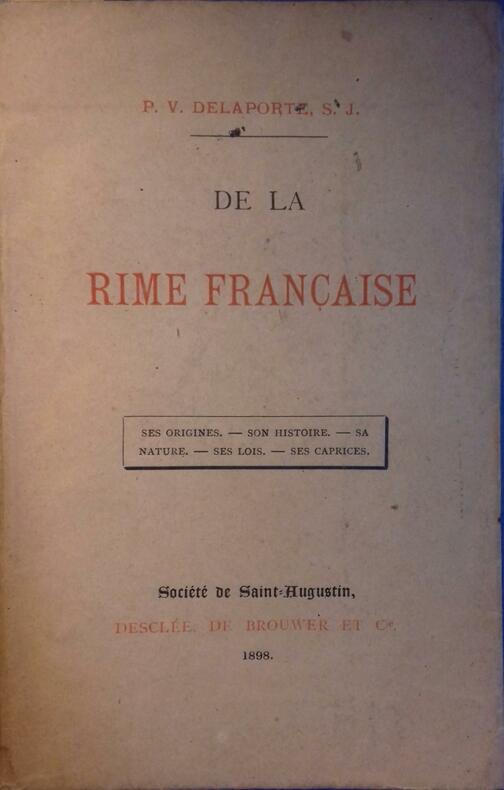 P. V. DELAPORTE, S. J.
DE LA
RIME FRANÇAISE
SES ORIGINES. — SON HISTOIRE. — SA
NATURE. — SES LOIS. — SES CAPRICES.
Société de Saint-Augustin,
DESCLÉE, DE BROUWER ET Cie.
1898.